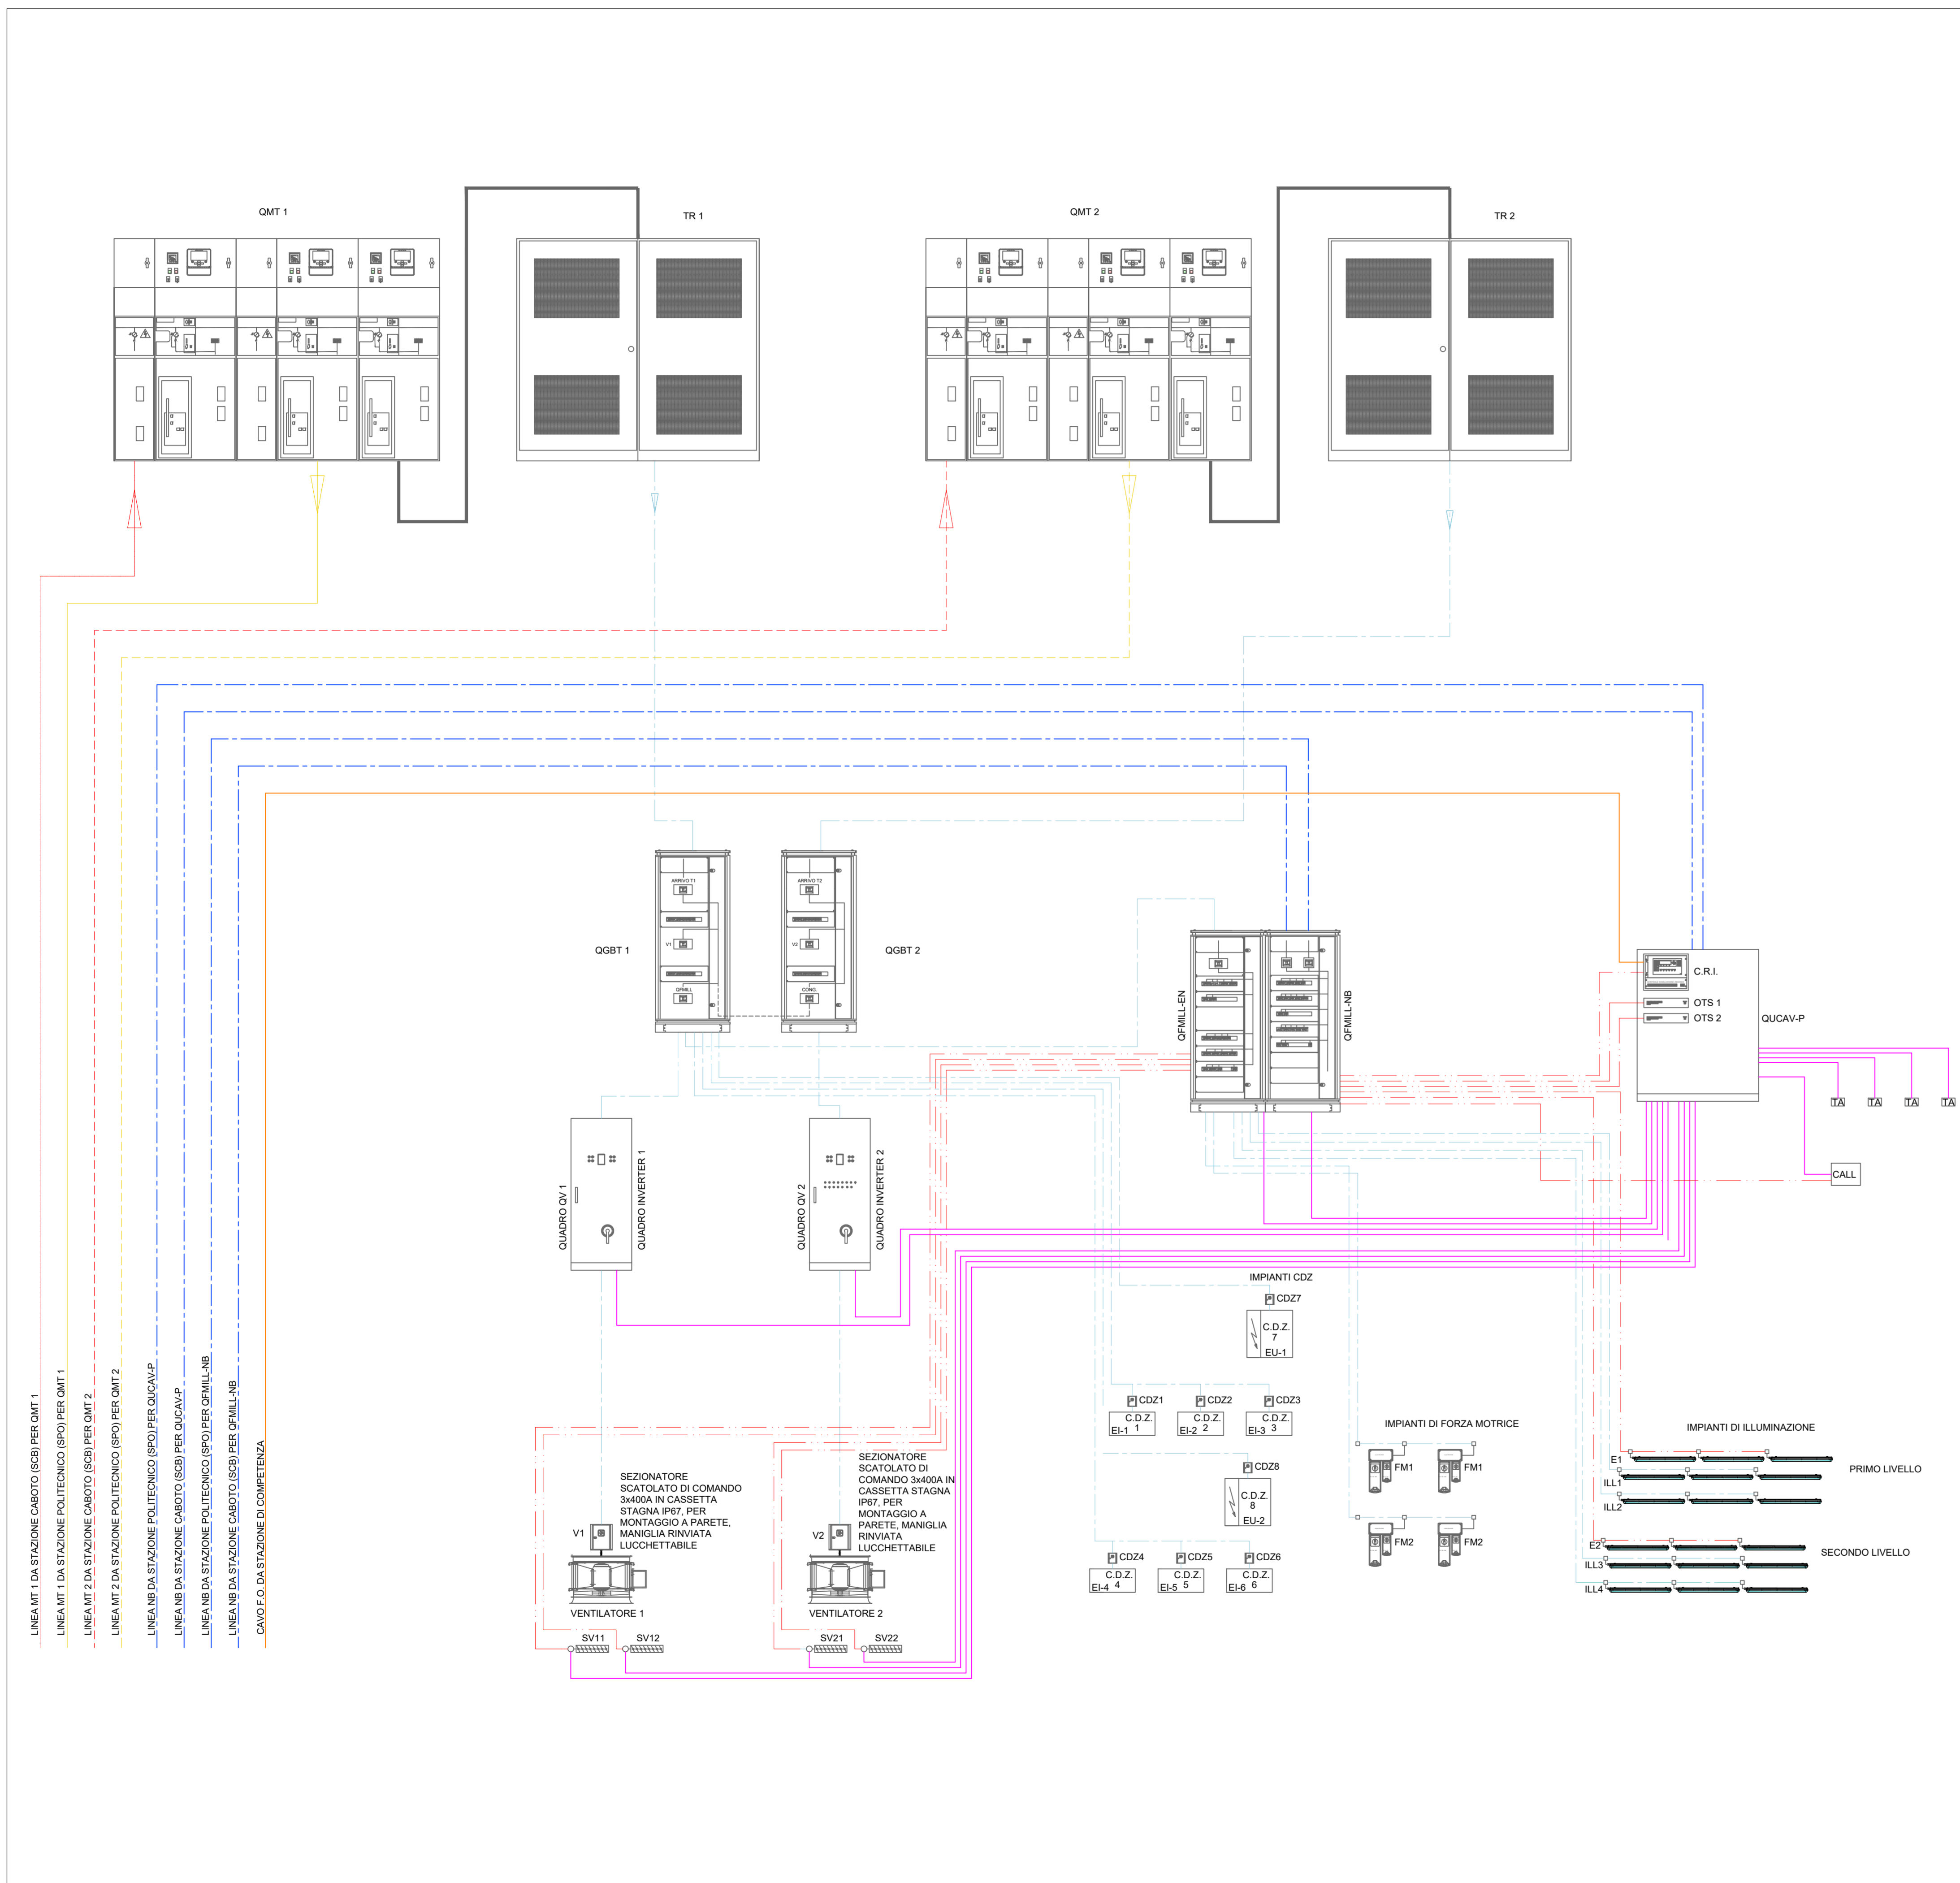 QMT 1
TR 1
QMT 2
TR 2
ARRIVO T1
V1
QFMILL
QGBT 1
ARRIVO T2
V2
CONG.
QGBT 2
QFMILL-EN
QFMILL-NB
C.R.I.
OTS 1
OTS 2
QUCAV-P
TA
TA
TA
TA
CALL
QUADRO QV 1
QUADRO INVERTER 1
QUADRO QV 2
QUADRO INVERTER 2
IMPIANTI CDZ
CDZ7
C.D.Z.
7
EU-1
CDZ1
CDZ2
CDZ3
C.D.Z.
EI-1 1
C.D.Z.
EI-2 2
C.D.Z.
EI-3 3
CDZ8
C.D.Z.
8
EU-2
CDZ4
CDZ5
CDZ6
C.D.Z.
EI-4 4
C.D.Z.
EI-5 5
C.D.Z.
EI-6 6
IMPIANTI DI FORZA MOTRICE
FM1
FM1
FM2
FM2
IMPIANTI DI ILLUMINAZIONE
E1
ILL1
ILL2
PRIMO LIVELLO
E2
ILL3
ILL4
SECONDO LIVELLO
SEZIONATORE
SCATOLATO DI COMANDO
3x400A IN CASSETTA
STAGNA IP67, PER
MONTAGGIO A PARETE,
MANIGLIA RINVIATA
LUCCHETTABILE
V1
VENTILATORE 1
SEZIONATORE
SCATOLATO DI
COMANDO 3x400A IN
CASSETTA STAGNA
IP67, PER
MONTAGGIO A
PARETE, MANIGLIA
RINVIATA
LUCCHETTABILE
V2
VENTILATORE 2
SV11
SV12
SV21
SV22
LINEA MT 1 DA STAZIONE CABOTO (SCB) PER QMT 1
LINEA MT 1 DA STAZIONE POLITECNICO (SPO) PER QMT 1
LINEA MT 2 DA STAZIONE CABOTO (SCB) PER QMT 2
LINEA MT 2 DA STAZIONE POLITECNICO (SPO) PER QMT 2
LINEA NB DA STAZIONE POLITECNICO (SPO) PER QUCAV-P
LINEA NB DA STAZIONE CABOTO (SCB) PER QUCAV-P
LINEA NB DA STAZIONE POLITECNICO (SPO) PER QFMILL-NB
LINEA NB DA STAZIONE CABOTO (SCB) PER QFMILL-NB
CAVO F.O. DA STAZIONE DI COMPETENZA